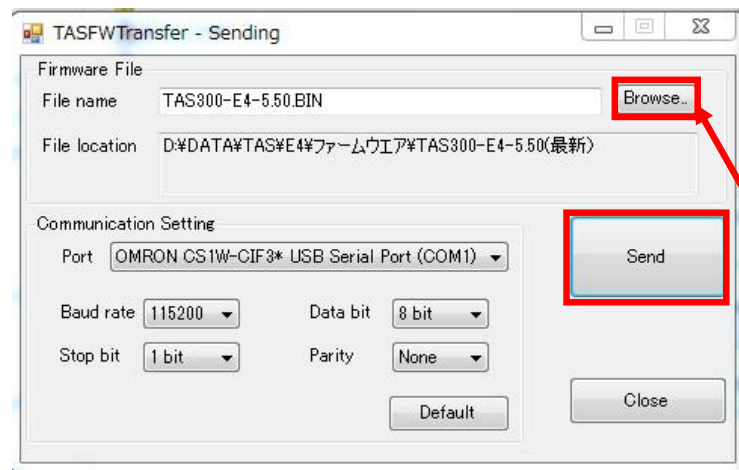 TASFWTransfer - Sending
Firmware File
File name TAS300-E4-5.50.BIN Browse..
File location D:¥DATA¥TAS¥E4¥ファームウエア¥TAS300-E4-5.50(最新)
Communication Setting
Port OMRON CS1W-CIF3* USB Serial Port (COM1)
Send
Baud rate 115200 Data bit 8 bit
Stop bit 1 bit Parity None
Default
Close